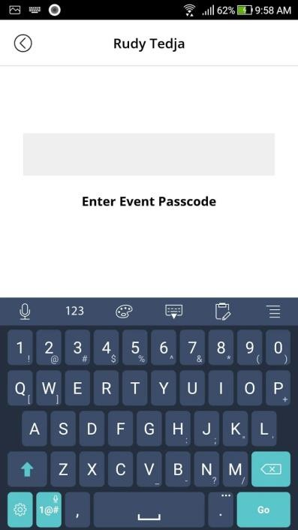 62% 9:58 AM
Rudy Tedja
Enter Event Passcode
123
1 2 3 4 5 6 7 8 9 0
! @ # $ % ^ & * ( )
Q W E R T Y U I O P
[ ] +
A S D F G H J K L
: ; " '
Z X C V B N M
_ - ? /
1@# , . ... Go